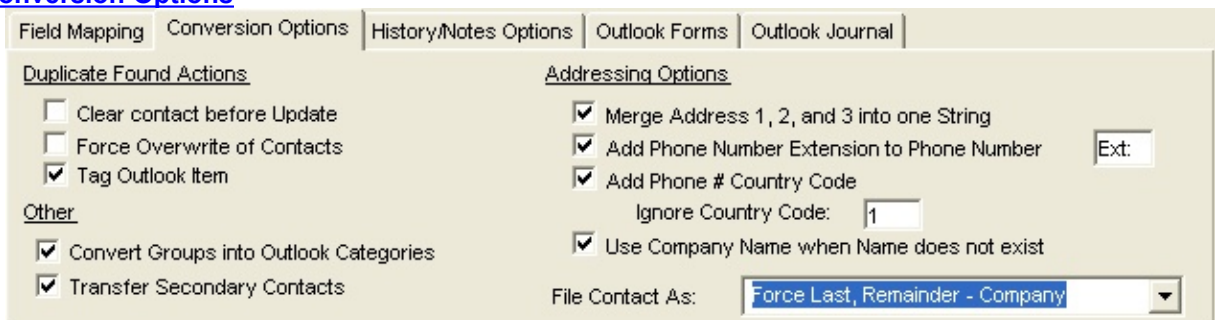 Conversion Options
Field Mapping Conversion Options History/Notes Options Outlook Forms Outlook Journal
Duplicate Found Actions
Clear contact before Update
Force Overwrite of Contacts
Tag Outlook Item
Other
Convert Groups into Outlook Categories
Transfer Secondary Contacts
Addressing Options
Merge Address 1, 2, and 3 into one String
Add Phone Number Extension to Phone Number Ext:
Add Phone # Country Code
Ignore Country Code: 1
Use Company Name when Name does not exist
File Contact As: Force Last, Remainder - Company